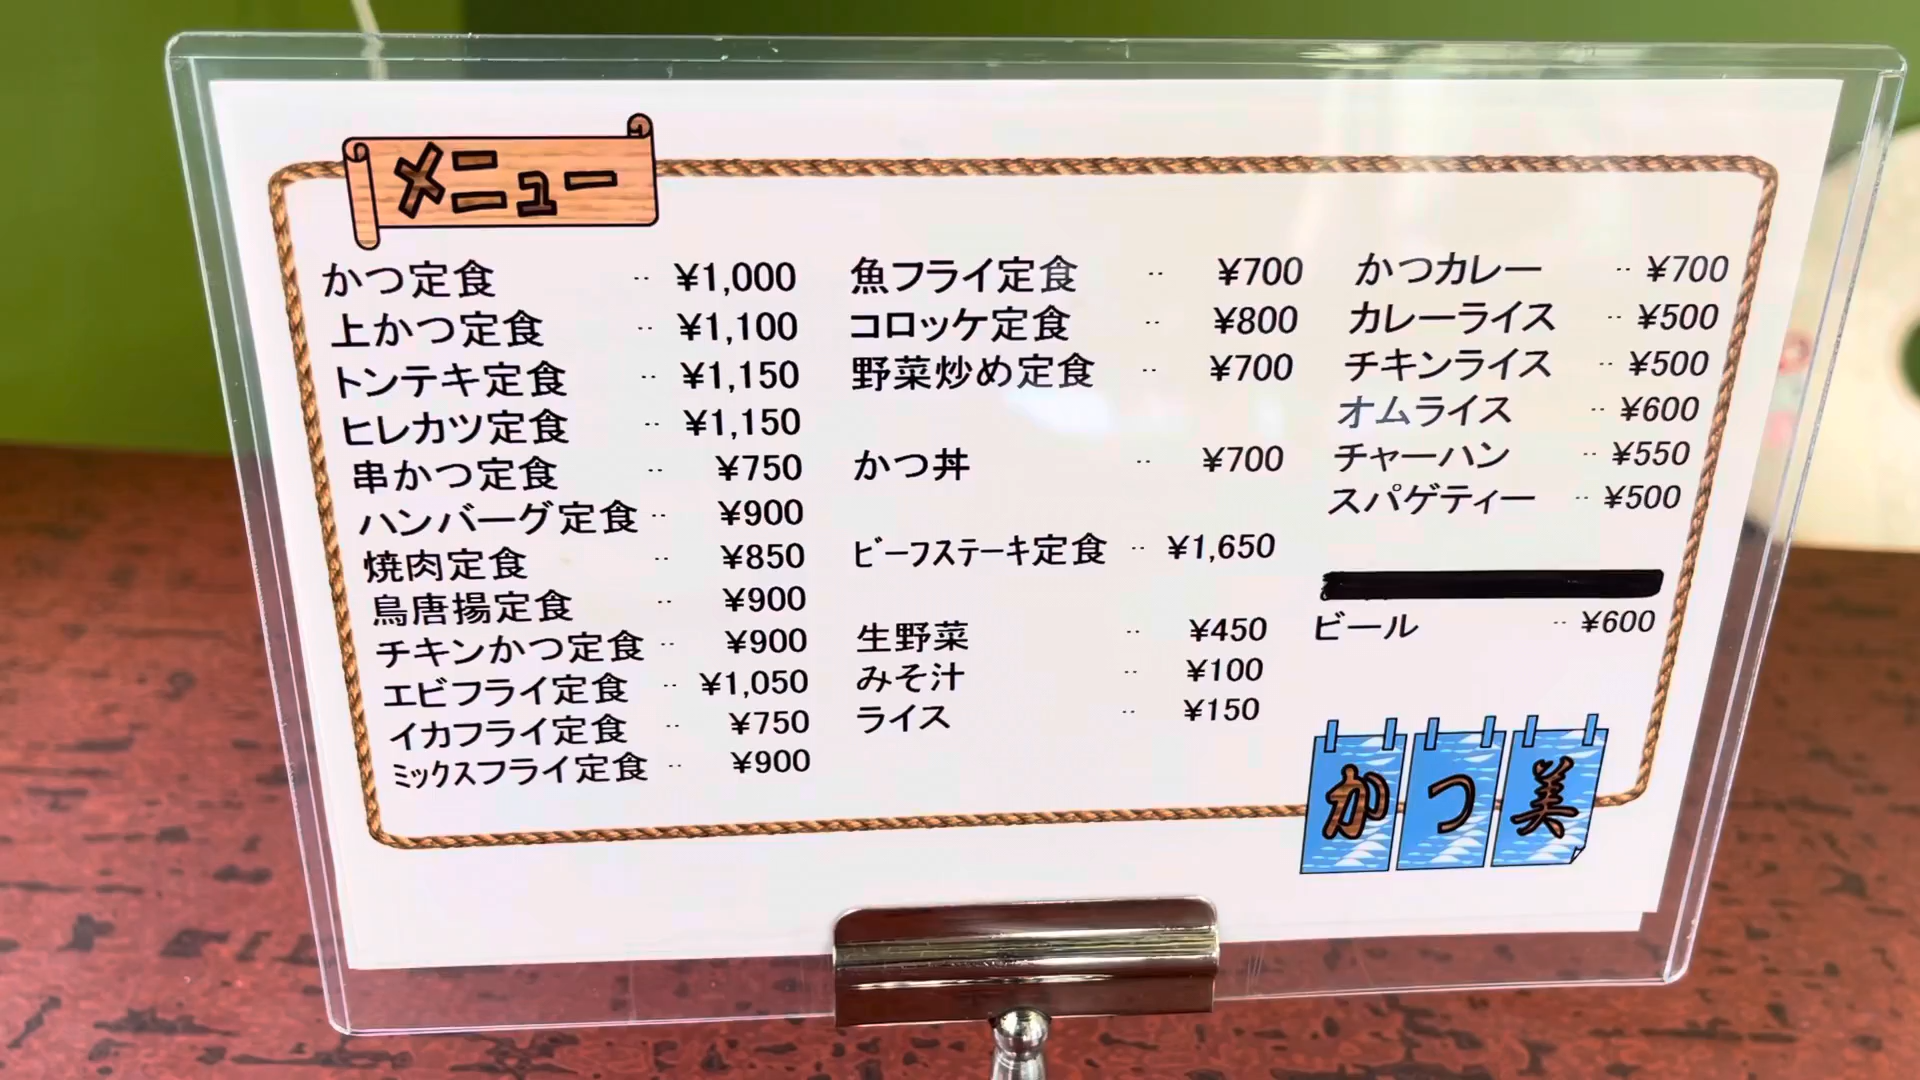 メニュー
かつ定食 ‥ ¥1,000
上かつ定食 ‥ ¥1,100
トンテキ定食 ‥ ¥1,150
ヒレカツ定食 ‥ ¥1,150
串かつ定食 ‥ ¥750
ハンバーグ定食 ‥ ¥900
焼肉定食 ‥ ¥850
鳥唐揚定食 ‥ ¥900
チキンかつ定食 ‥ ¥900
エビフライ定食 ‥ ¥1,050
イカフライ定食 ‥ ¥750
ミックスフライ定食 ‥ ¥900
魚フライ定食 ‥ ¥700
コロッケ定食 ‥ ¥800
野菜炒め定食 ‥ ¥700
かつ丼 ‥ ¥700
ビーフステーキ定食 ‥ ¥1,650
生野菜 ‥ ¥450
みそ汁 ‥ ¥100
ライス ‥ ¥150
かつカレー ‥ ¥700
カレーライス ‥ ¥500
チキンライス ‥ ¥500
オムライス ‥ ¥600
チャーハン ‥ ¥550
スパゲティー ‥ ¥500
ビール ‥ ¥600
かつ美